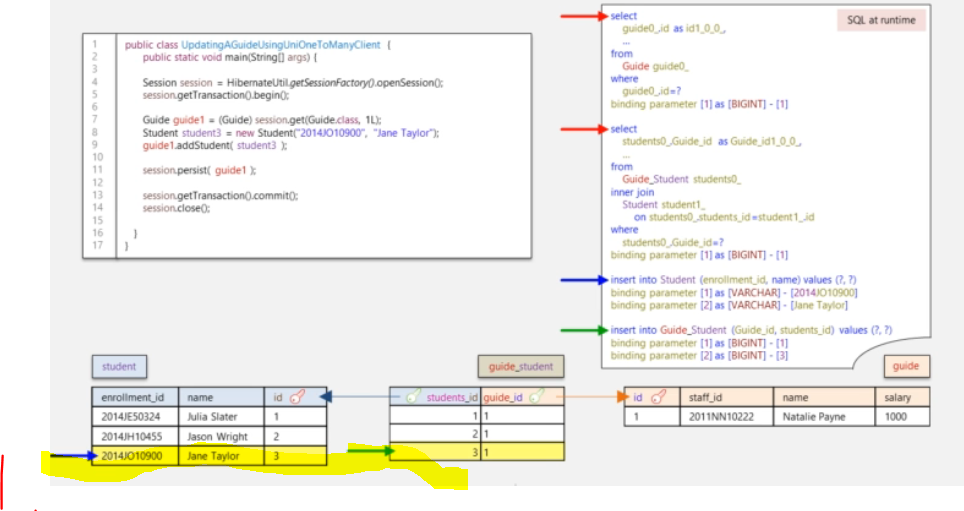 1 public class UpdatingAGuideUsingUniOneToManyClient {
2 public static void main(String[] args) {
3
4 Session session = HibernateUtil.getSessionFactory().openSession();
5 session.getTransaction().begin();
6
7 Guide guide1 = (Guide) session.get(Guide.class, 1L);
8 Student student3 = new Student("2014JO10900", "Jane Taylor");
9 guide1.addStudent( student3 );
10
11 session.persist( guide1 );
12
13 session.getTransaction().commit();
14 session.close();
15
16 }
17 }
SQL at runtime
select
guide0_.id as id1_0_0_,
...
from
Guide guide0_
where
guide0_.id=?
binding parameter [1] as [BIGINT] - [1]
select
students0_.Guide_id as Guide_id1_0_0_,
...
from
Guide_Student students0_
inner join
Student student1_
on students0_.students_id=student1_.id
where
students0_.Guide_id=?
binding parameter [1] as [BIGINT] - [1]
insert into Student (enrollment_id, name) values (?, ?)
binding parameter [1] as [VARCHAR] - [2014JO10900]
binding parameter [2] as [VARCHAR] - [Jane Taylor]
insert into Guide_Student (Guide_id, students_id) values (?, ?)
binding parameter [1] as [BIGINT] - [1]
binding parameter [2] as [BIGINT] - [3]
student
enrollment_id name id
2014JE50324 Julia Slater 1
2014JH10455 Jason Wright 2
2014JO10900 Jane Taylor 3
guide_student
students_id guide_id
1 1
2 1
3 1
guide
id staff_id name salary
1 2011NN10222 Natalie Payne 1000